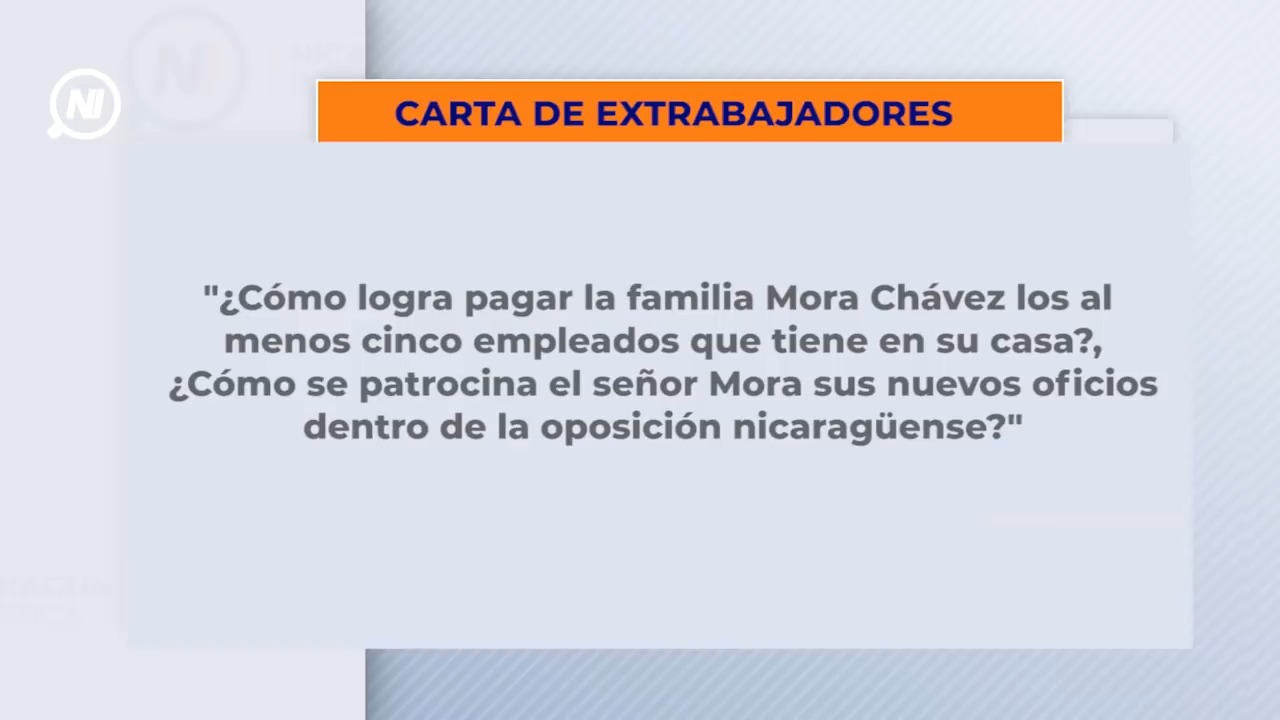 NI
CARTA DE EXTRABAJADORES
"¿Cómo logra pagar la familia Mora Chávez los al
menos cinco empleados que tiene en su casa?,
¿Cómo se patrocina el señor Mora sus nuevos oficios
dentro de la oposición nicaragüense?"